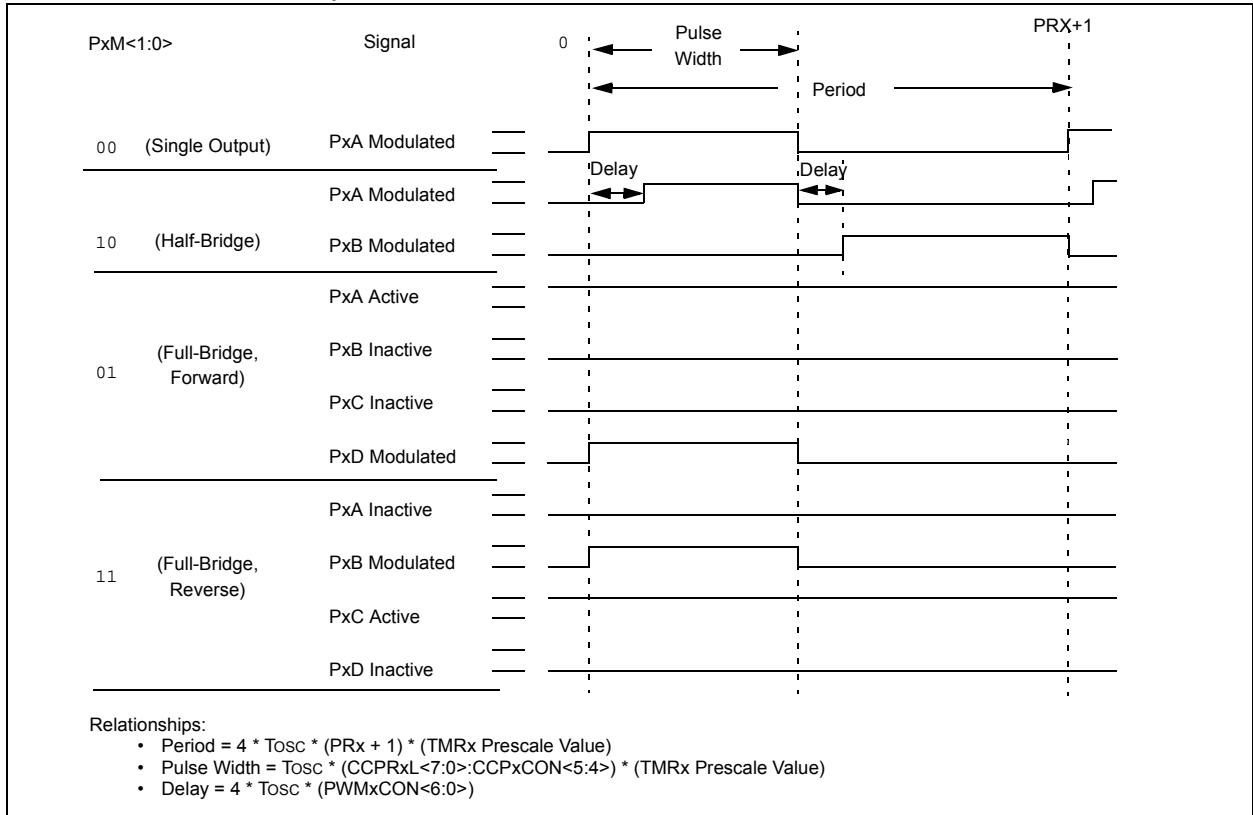 PxM<1:0>
Signal
0
Pulse
Width
PRX+1
Period
00 (Single Output) PxA Modulated
Delay
Delay
PxA Modulated
10 (Half-Bridge) PxB Modulated
PxA Active
PxB Inactive
01 (Full-Bridge,
Forward)
PxC Inactive
PxD Modulated
PxA Inactive
11 (Full-Bridge,
Reverse)
PxB Modulated
PxC Active
PxD Inactive
Relationships:
• Period = 4 * TOSC * (PRx + 1) * (TMRx Prescale Value)
• Pulse Width = TOSC * (CCPRxL<7:0>:CCPxCON<5:4>) * (TMRx Prescale Value)
• Delay = 4 * TOSC * (PWMxCON<6:0>)